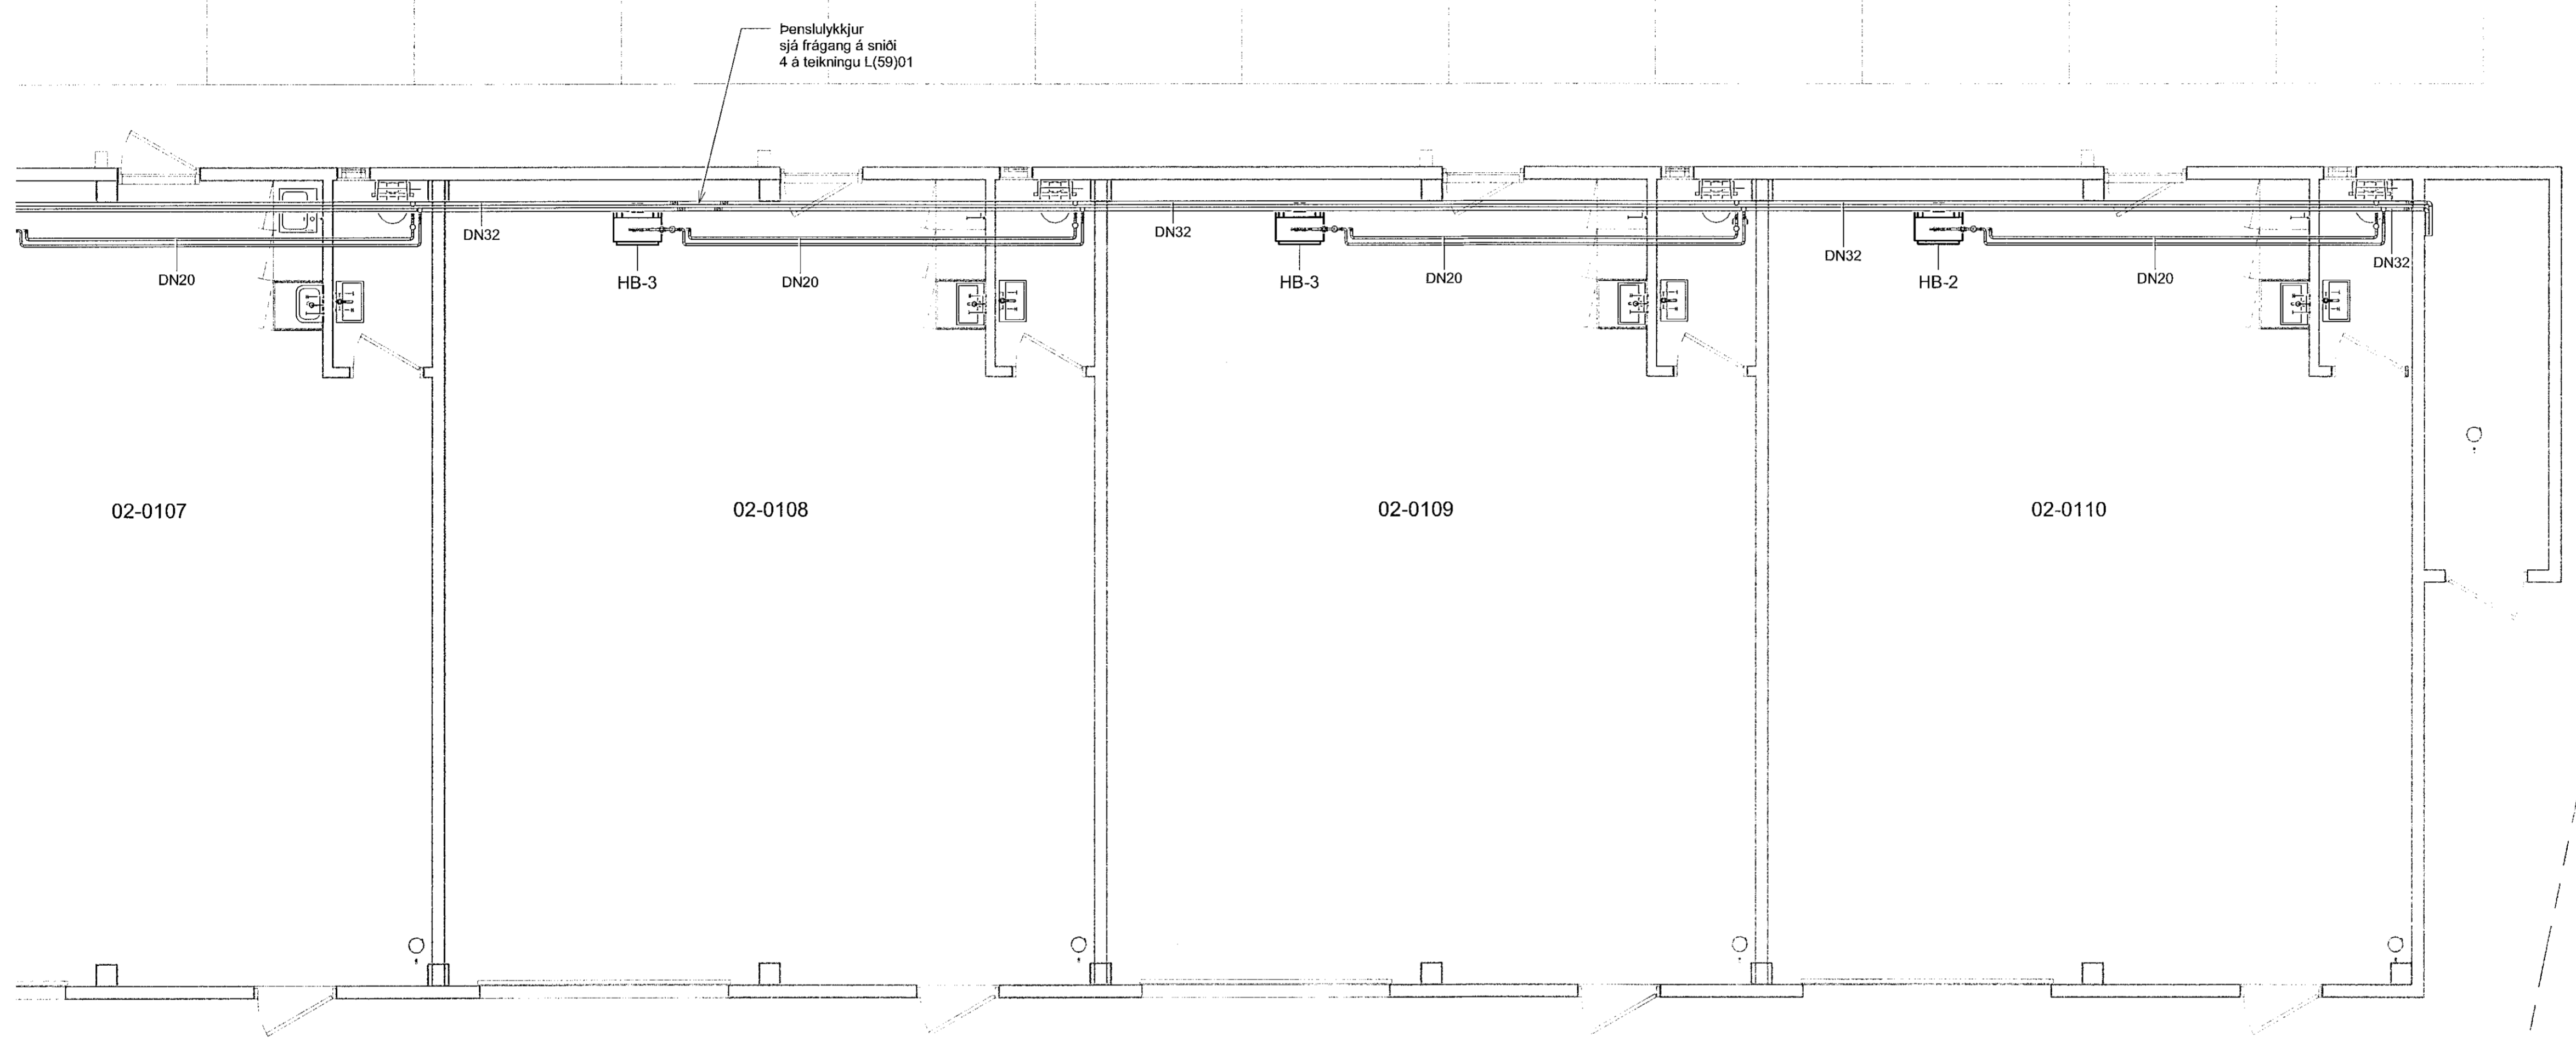 Þenslulykkjur
sjá frágang á sniði
4 á teikningu L(59)01
DN32
DN32
DN32
DN32
DN20
HB-3
DN20
HB-3
DN20
HB-2
DN20
02-0107
02-0108
02-0109
02-0110